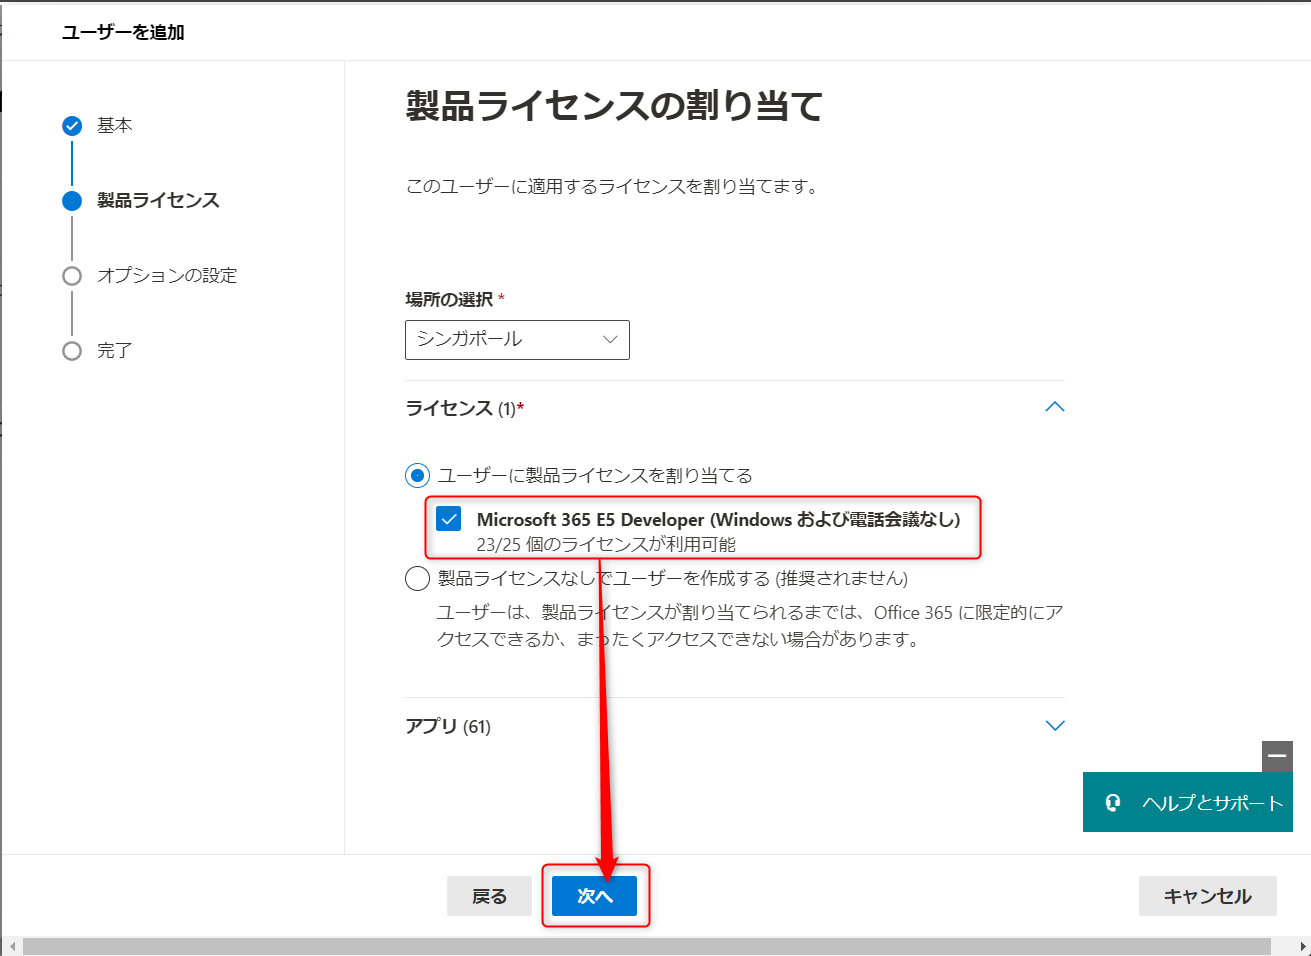 ユーザーを追加
基本
製品ライセンス
オプションの設定
完了
製品ライセンスの割り当て
このユーザーに適用するライセンスを割り当てます。
場所の選択 *
シンガポール
ライセンス (1)*
ユーザーに製品ライセンスを割り当てる
Microsoft 365 E5 Developer (Windows および電話会議なし)
23/25 個のライセンスが利用可能
製品ライセンスなしでユーザーを作成する (推奨されません)
ユーザーは、製品ライセンスが割り当てられるまでは、Office 365 に限定的にア
クセスできるか、まったくアクセスできない場合があります。
アプリ (61)
ヘルプとサポート
戻る
次へ
キャンセル